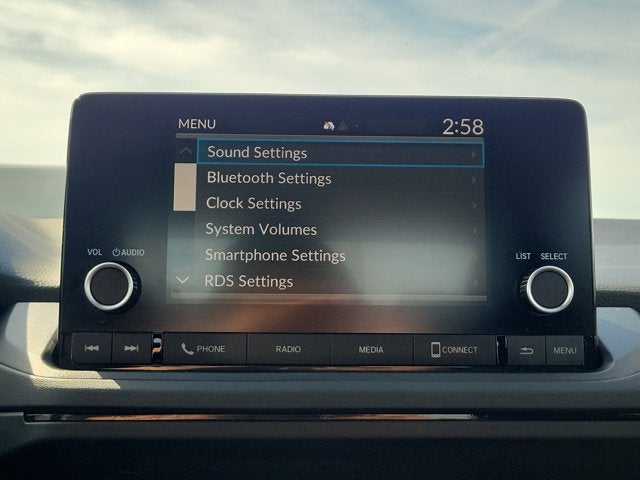 MENU 2:58
Sound Settings
Bluetooth Settings
Clock Settings
System Volumes
Smartphone Settings
RDS Settings
VOL AUDIO LIST SELECT
PHONE RADIO MEDIA CONNECT MENU